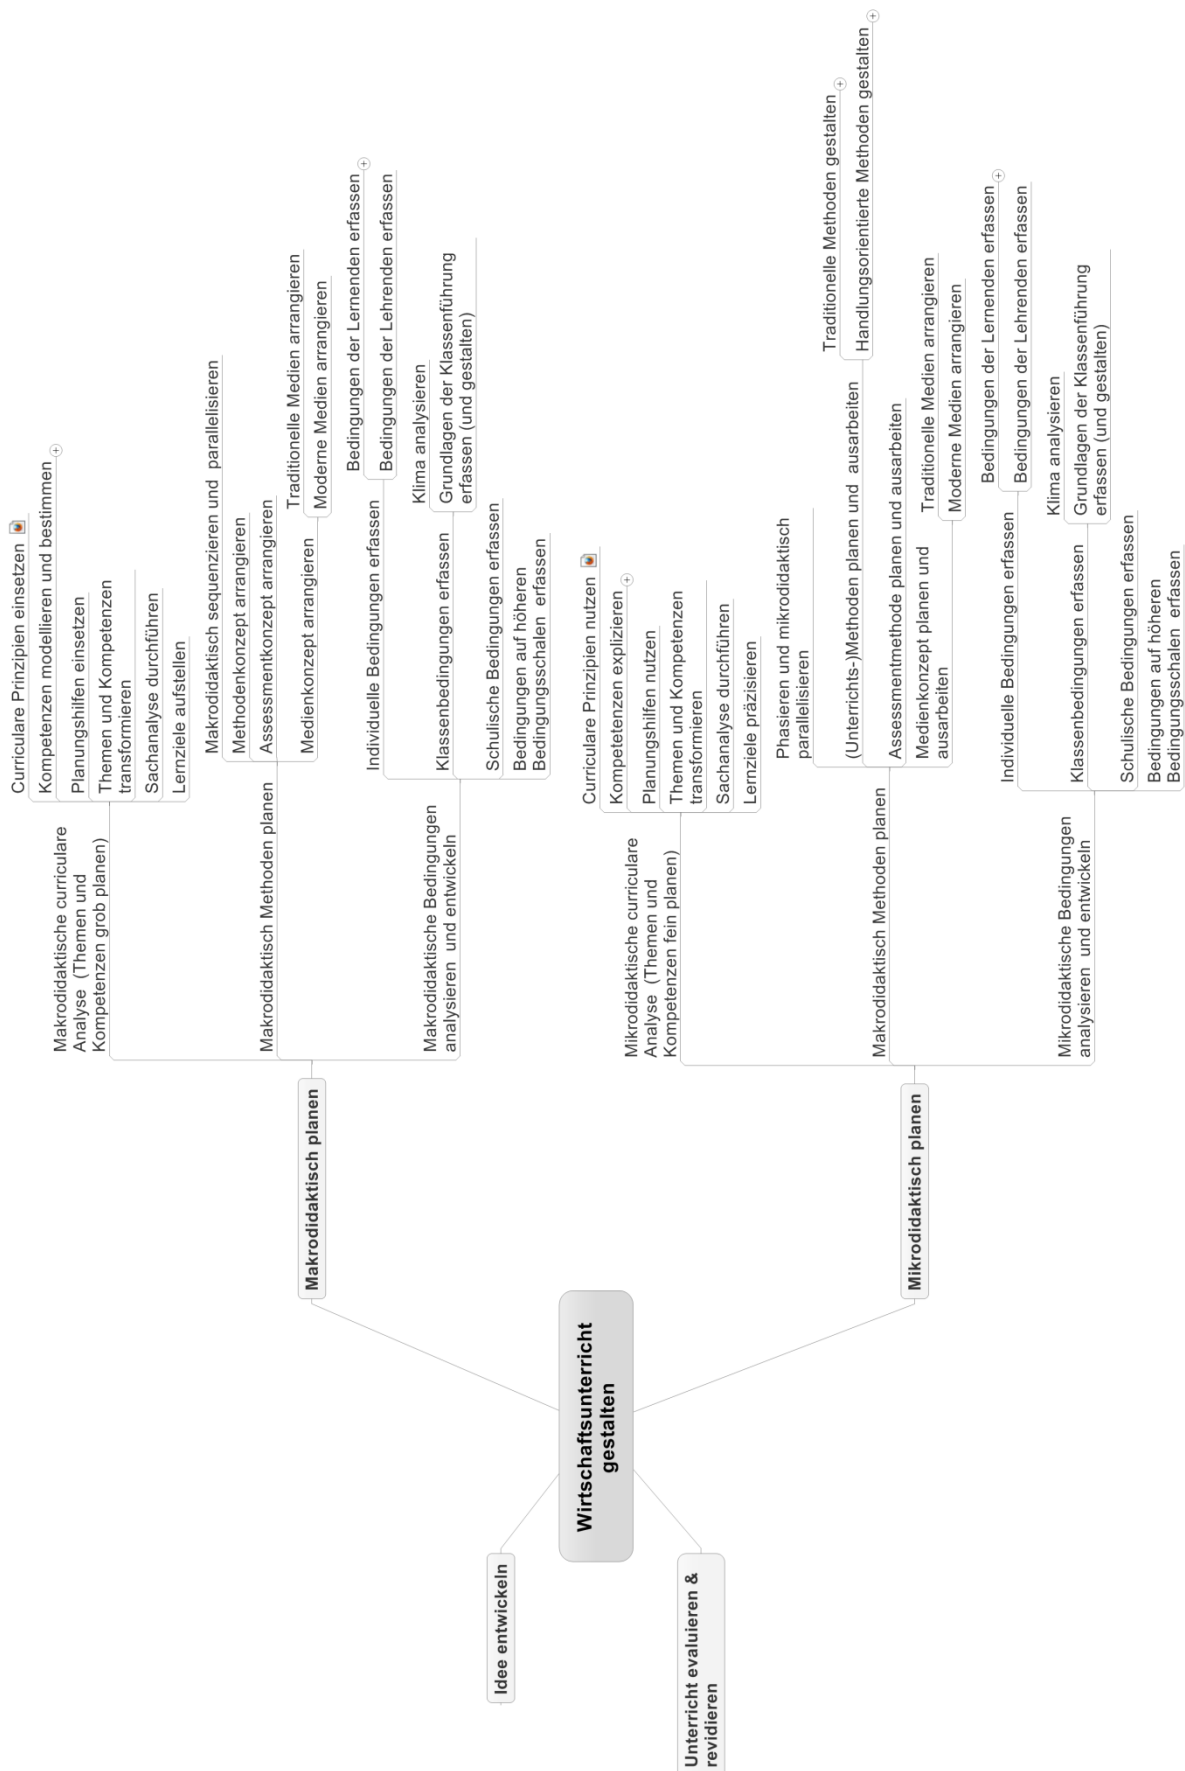 Wirtschaftsunterricht
gestalten
Idee entwickeln
Unterricht evaluieren &
revidieren
Makrodidaktisch planen
Makrodidaktische curriculare
Analyse (Themen und
Kompetenzen grob planen)
Curriculare Prinzipien einsetzen
Kompetenzen modellieren und bestimmen
Planungshilfen einsetzen
Themen und Kompetenzen
transformieren
Sachanalyse durchführen
Lernziele aufstellen
Makrodidaktisch Methoden planen
Makrodidaktisch sequenzieren und parallelisieren
Methodenkonzept arrangieren
Assessmentkonzept arrangieren
Medienkonzept arrangieren
Traditionelle Medien arrangieren
Moderne Medien arrangieren
Makrodidaktische Bedingungen
analysieren und entwickeln
Individuelle Bedingungen erfassen
Bedingungen der Lernenden erfassen
Bedingungen der Lehrenden erfassen
Klassenbedingungen erfassen
Klima analysieren
Grundlagen der Klassenführung
erfassen (und gestalten)
Schulische Bedingungen erfassen
Bedingungen auf höheren
Bedingungsschalen erfassen
Mikrodidaktisch planen
Mikrodidaktische curriculare
Analyse (Themen und
Kompetenzen fein planen)
Curriculare Prinzipien nutzen
Kompetetenzen explizieren
Planungshilfen nutzen
Themen und Kompetenzen
transformieren
Sachanalyse durchführen
Lernziele präzisieren
Makrodidaktisch Methoden planen
Phasieren und mikrodidaktisch
parallelisieren
(Unterrichts-)Methoden planen und ausarbeiten
Traditionelle Methoden gestalten
Handlungsorientierte Methoden gestalten
Assessmentmethode planen und ausarbeiten
Medienkonzept planen und
ausarbeiten
Traditionelle Medien arrangieren
Moderne Medien arrangieren
Mikrodidaktische Bedingungen
analysieren und entwickeln
Individuelle Bedingungen erfassen
Bedingungen der Lernenden erfassen
Bedingungen der Lehrenden erfassen
Klassenbedingungen erfassen
Klima analysieren
Grundlagen der Klassenführung
erfassen (und gestalten)
Schulische Bedingungen erfassen
Bedingungen auf höheren
Bedingungsschalen erfassen